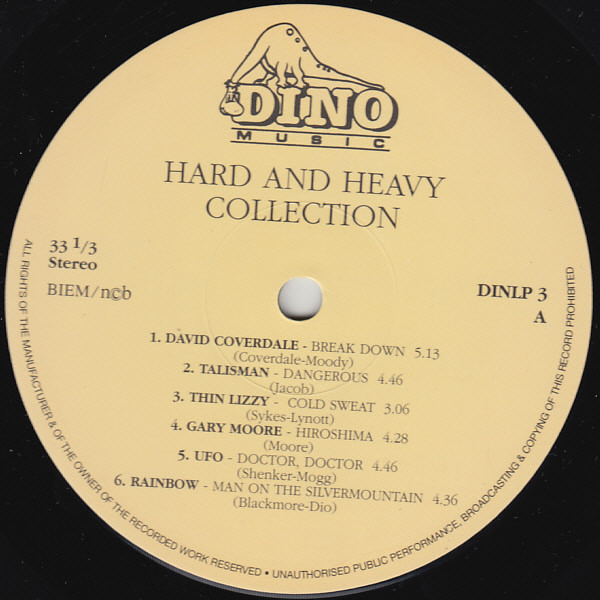 DINO
MUSIC
HARD AND HEAVY
COLLECTION
33 1/3
Stereo
BIEM/n©b
DINLP 3
A
1. DAVID COVERDALE - BREAK DOWN 5.13
(Coverdale-Moody)
2. TALISMAN - DANGEROUS 4.46
(Jacob)
3. THIN LIZZY - COLD SWEAT 3.06
(Sykes-Lynott)
4. GARY MOORE - HIROSHIMA 4.28
(Moore)
5. UFO - DOCTOR, DOCTOR 4.46
(Shenker-Mogg)
6. RAINBOW - MAN ON THE SILVERMOUNTAIN 4.36
(Blackmore-Dio)
ALL RIGHTS OF THE MANUFACTURER & OF THE OWNER OF THE RECORDED WORK RESERVED • UNAUTHORISED PUBLIC PERFORMANCE, BROADCASTING & COPYING OF THIS RECORD PROHIBITED